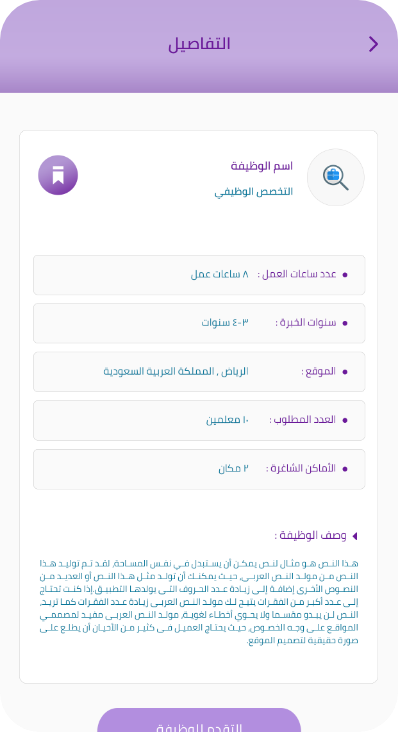 التفاصيل
اسم الوظيفة
التخصص الوظيفي
عدد ساعات العمل : ٨ ساعات عمل
سنوات الخبرة : ٣-٤ سنوات
الموقع : الرياض , المملكة العربية السعودية
العدد المطلوب : ١٠ معلمين
الأماكن الشاغرة : ٢ مكان
وصف الوظيفة :
هذا النص هو مثال لنص يمكن أن يستبدل في نفس المساحة، لقد تم توليد هذا
النص من مولد النص العربى، حيث يمكنك أن تولد مثل هذا النص أو العديد من
النصوص الأخرى إضافة إلى زيادة عدد الحروف التى يولدها التطبيق.إذا كنت تحتاج
إلى عدد أكبر من الفقرات يتيح لك مولد النص العربى زيادة عدد الفقرات كما تريد،
النص لن يبدو مقسما ولا يحوي أخطاء لغوية، مولد النص العربى مفيد لمصممي
المواقع على وجه الخصوص، حيث يحتاج العميل فى كثير من الأحيان أن يطلع على
صورة حقيقية لتصميم الموقع.
التقدم للوظيفة